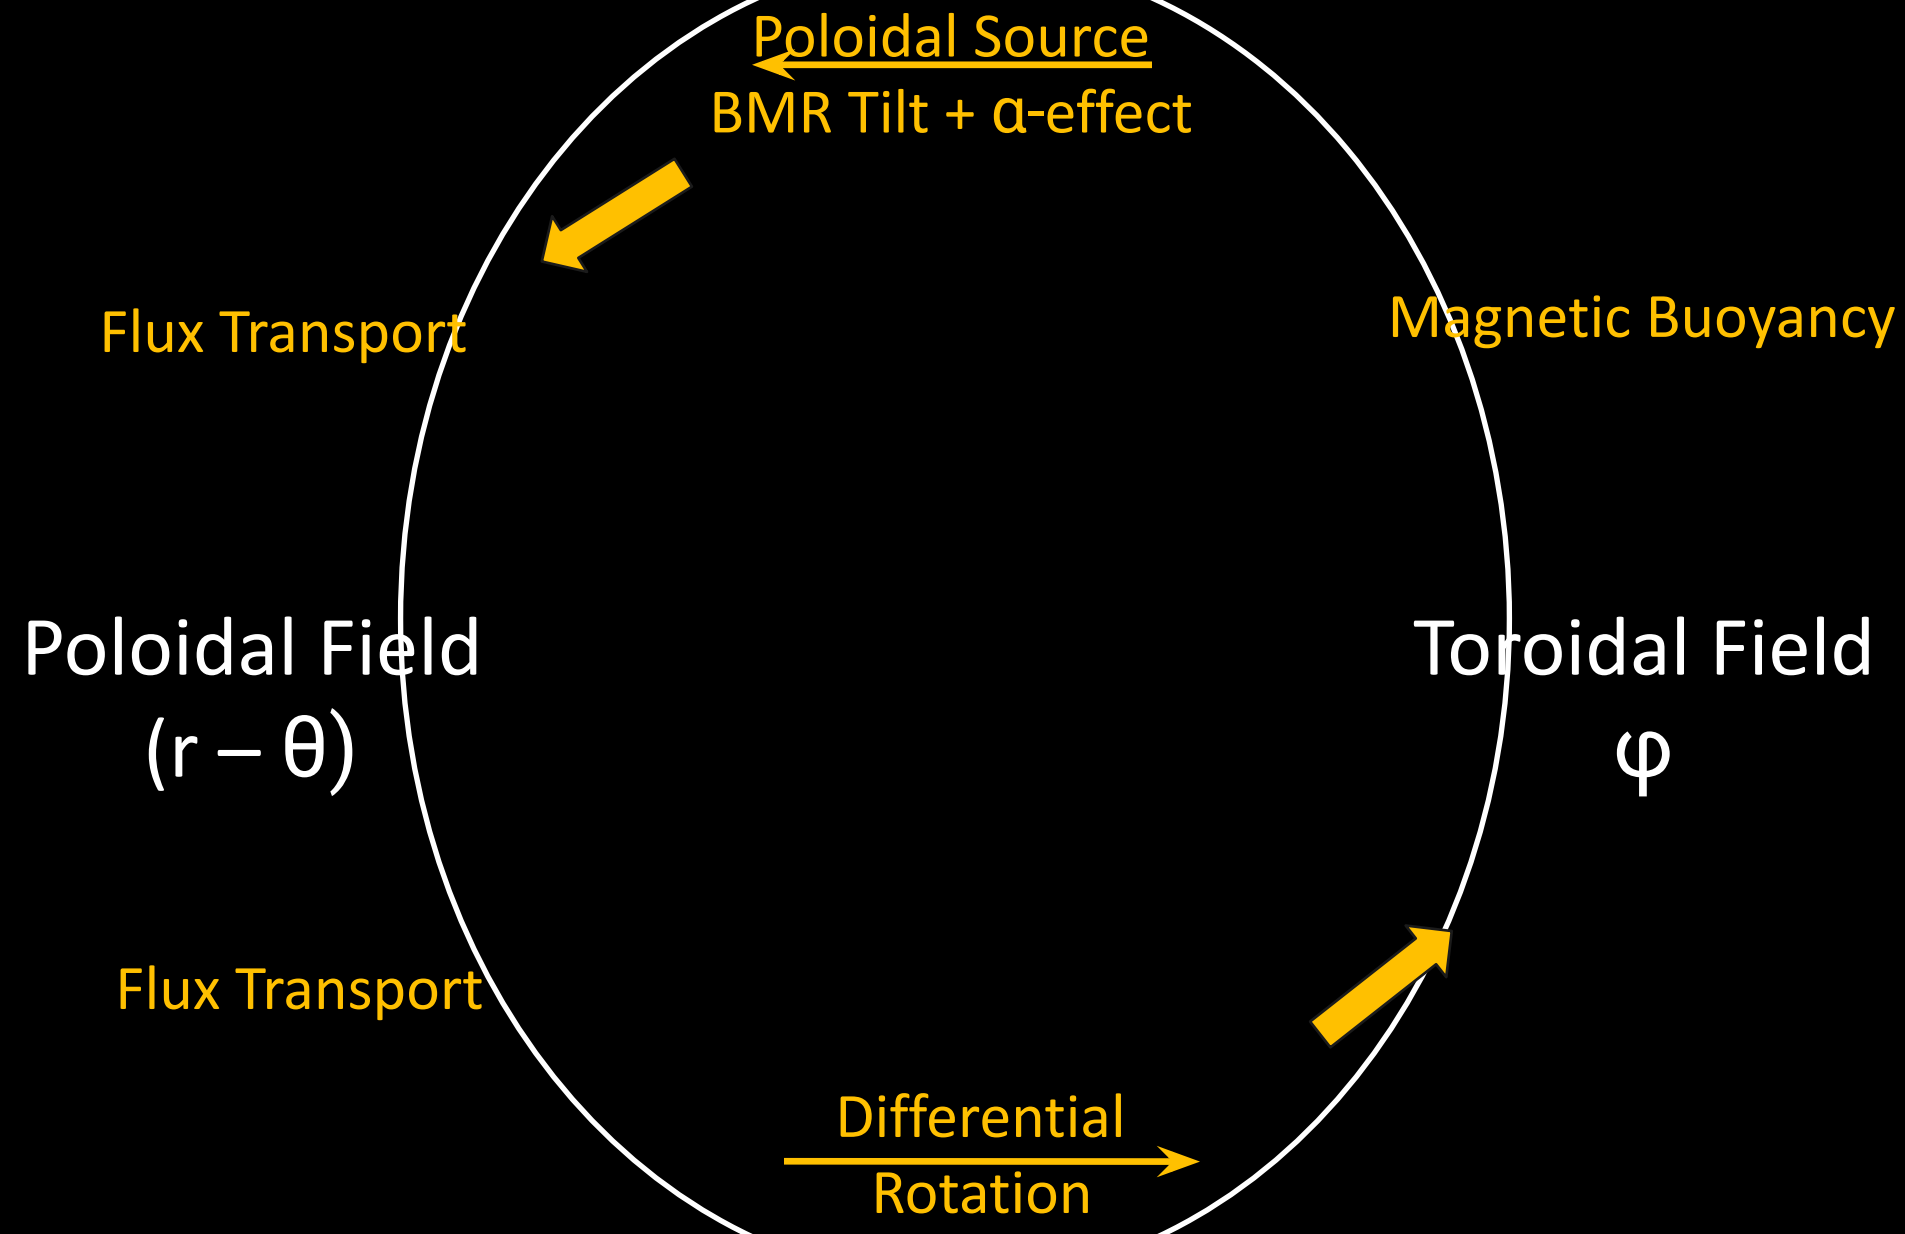 Poloidal Source
BMR Tilt + α-effect
Flux Transport
Magnetic Buoyancy
Poloidal Field
(r – θ)
Toroidal Field
φ
Flux Transport
Differential
Rotation